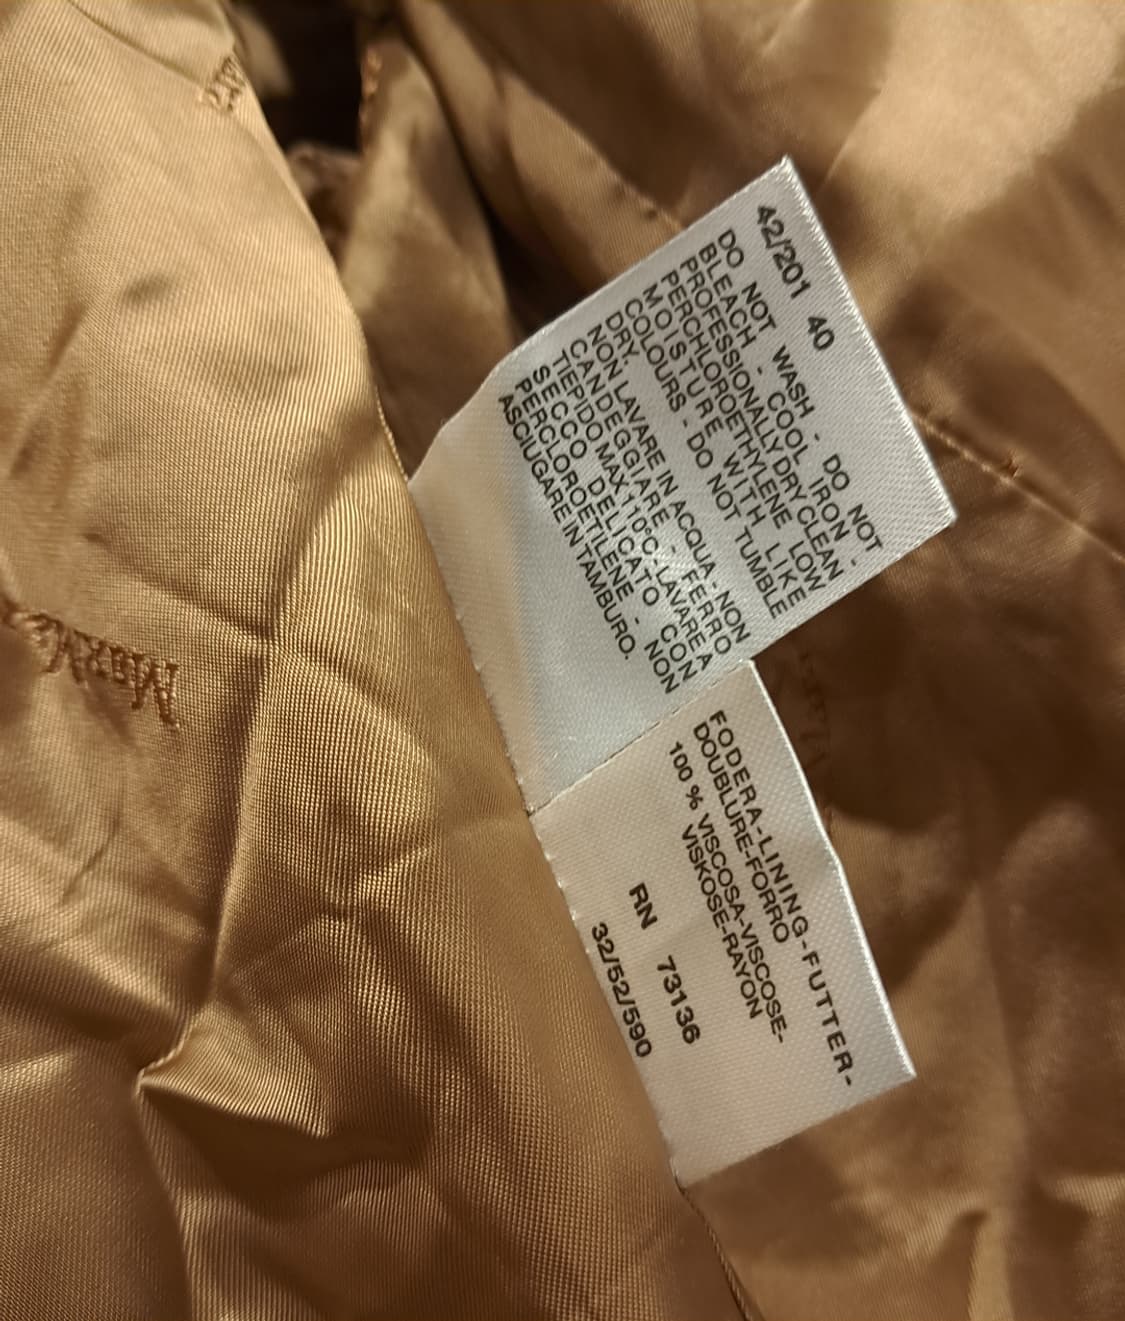 42/201 40
DO NOT WASH - DO NOT
BLEACH - COOL IRON -
PROFESSIONALLY DRY CLEAN
PERCHLOROETHYLENE LOW
MOISTURE WITH LIKE
COLOURS - DO NOT TUMBLE
DRY.
NON LAVARE IN ACQUA - NON
CANDEGGIARE - FERRO
TIEPIDO MAX 110°C - LAVARE A
SECCO DELICATO CON
PERCLOROETILENE - NON
ASCIUGARE IN TAMBURO.
FODERA-LINING-FUTTER-
DOUBLURE-FORRO
100 % VISCOSA-VISCOSE-
VISKOSE-RAYON
RN 73136
32/52/590